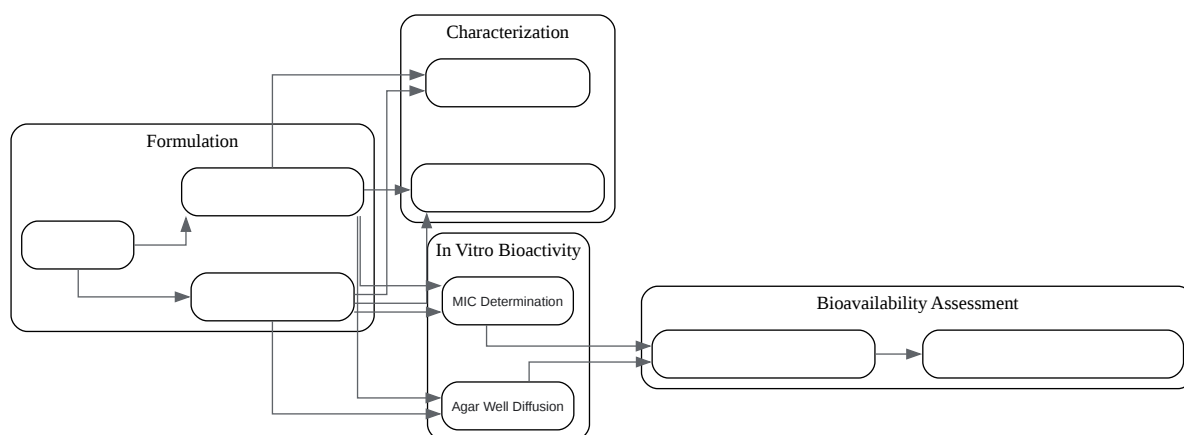 Characterization
Formulation
In Vitro Bioactivity
MIC Determination
Agar Well Diffusion
Bioavailability Assessment